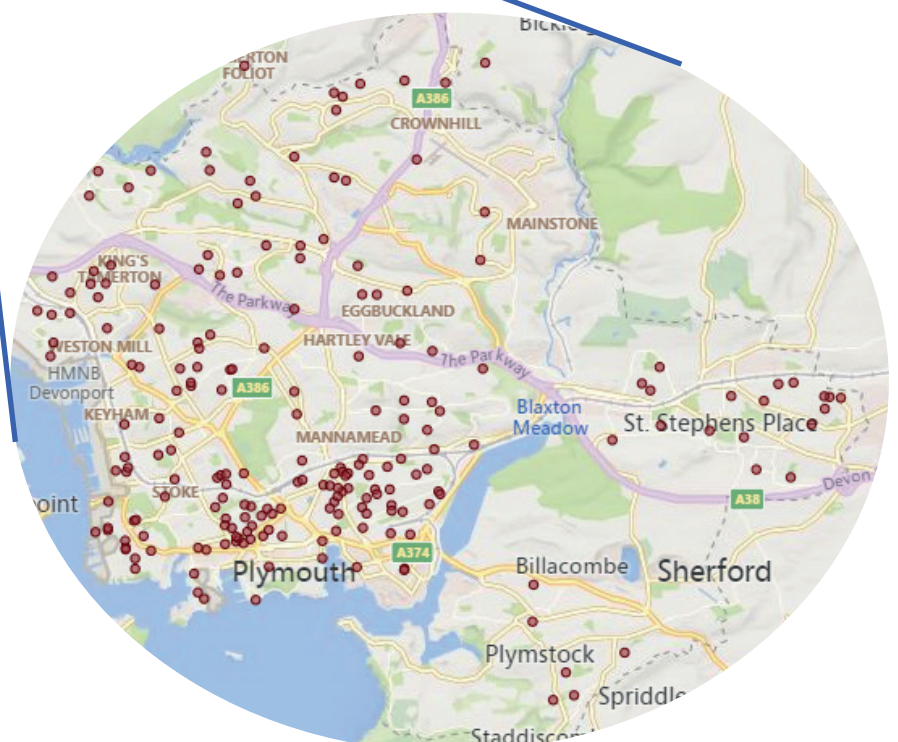 ERTON
FOLIOT
A386
CROWNHILL
MAINSTONE
KING'S
TAMERTON
The Parkway
EGGBUCKLAND
HARTLEY VALE
WESTON MILL
The Parkway
HMNB
Devonport
A386
KEYHAM
Blaxton
Meadow
St. Stephens Place
MANNAMEAD
STOKE
oint
A38
Devon
A374
Plymouth
Billacombe
Sherford
Plymstock
Spriddle